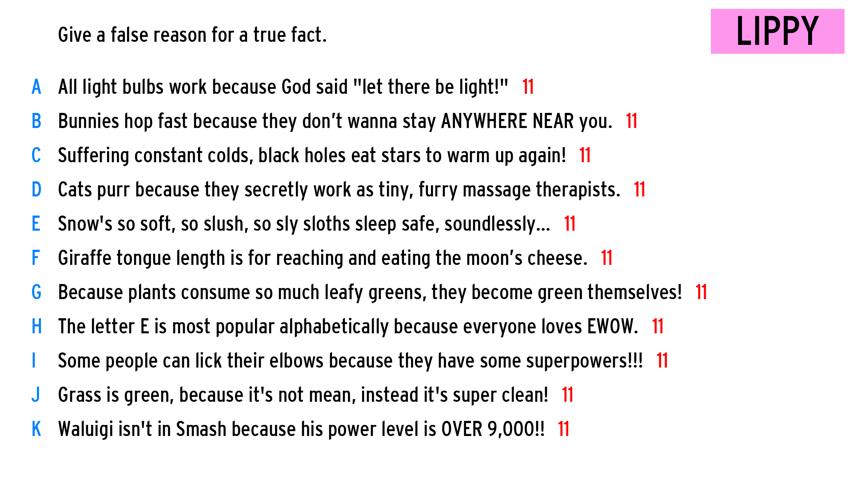 Give a false reason for a true fact.
LIPPY
A All light bulbs work because God said "let there be light!" 11
B Bunnies hop fast because they don’t wanna stay ANYWHERE NEAR you. 11
C Suffering constant colds, black holes eat stars to warm up again! 11
D Cats purr because they secretly work as tiny, furry massage therapists. 11
E Snow's so soft, so slush, so sly sloths sleep safe, soundlessly... 11
F Giraffe tongue length is for reaching and eating the moon’s cheese. 11
G Because plants consume so much leafy greens, they become green themselves! 11
H The letter E is most popular alphabetically because everyone loves EWOW. 11
I Some people can lick their elbows because they have some superpowers!!! 11
J Grass is green, because it's not mean, instead it's super clean! 11
K Waluigi isn't in Smash because his power level is OVER 9,000!! 11